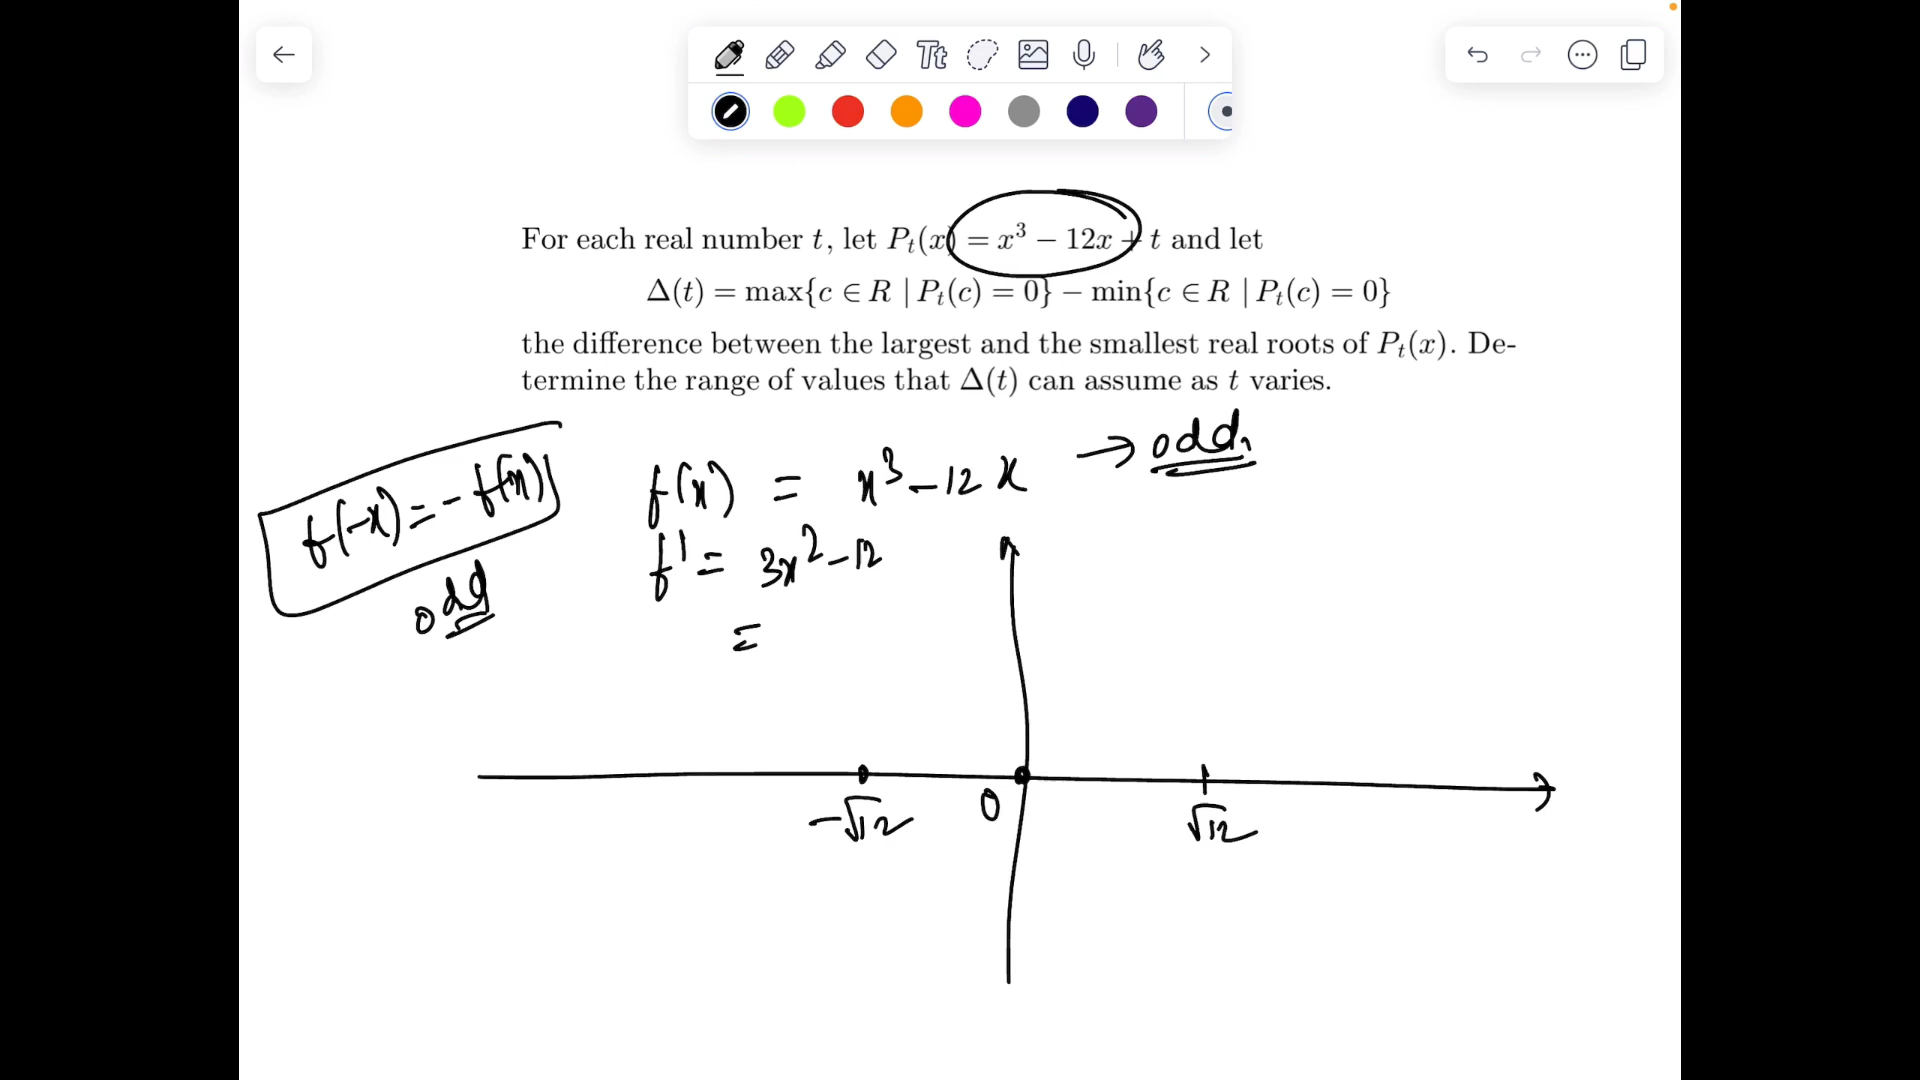 Tt
For each real number t, let Pₜ(x) = x³ − 12x + t and let
Δ(t) = max{c ∈ R | Pₜ(c) = 0} − min{c ∈ R | Pₜ(c) = 0}
the difference between the largest and the smallest real roots of Pₜ(x). De-
termine the range of values that Δ(t) can assume as t varies.
f(-x) = - f(x)
odd
f(x) = x³ - 12x → odd
f' = 3x² - 12
=
-√12 0 √12